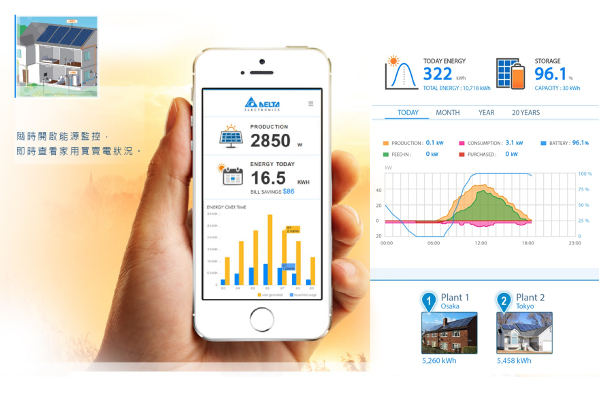 隨時開啟能源監控，
即時查看家用買賣電狀況。
DELTA
ELECTRONICS
PRODUCTION
2850 W
ENERGY TODAY
16.5 KWH
BILL SAVINGS $86
ENERGY OVER TIME
TODAY ENERGY
322 kWh
TOTAL ENERGY : 10,718 kWh
STORAGE
96.1 %
CAPACITY : 30 kWh
TODAY MONTH YEAR 20 YEARS
PRODUCTION : 0.1 kW CONSUMPTION : 3.1 kW BATTERY : 96.1%
FEED-IN : 0 kW PURCHASED : 0 kW
kW
100 %
40 75 %
20 50 %
0 25 %
20 0 %
00:00 06:00 12:00 18:00 23:00
1 Plant 1
Osaka
5,260 kWh
2 Plant 2
Tokyo
5,458 kWh